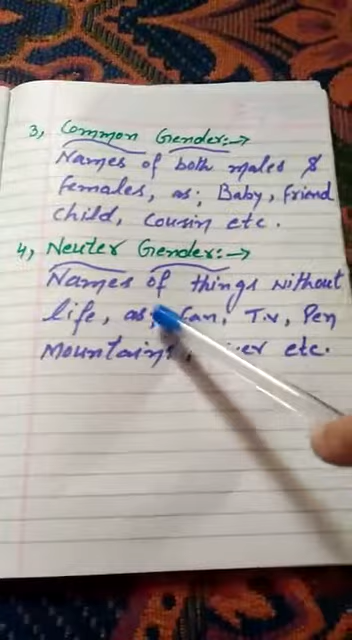 3, Common Gender:→
Names of both males &
females, as; Baby, friend
child, Cousin etc.
4, Neuter Gender:→
Names of things without
life, as; T.v, Pen
Mountain, etc.